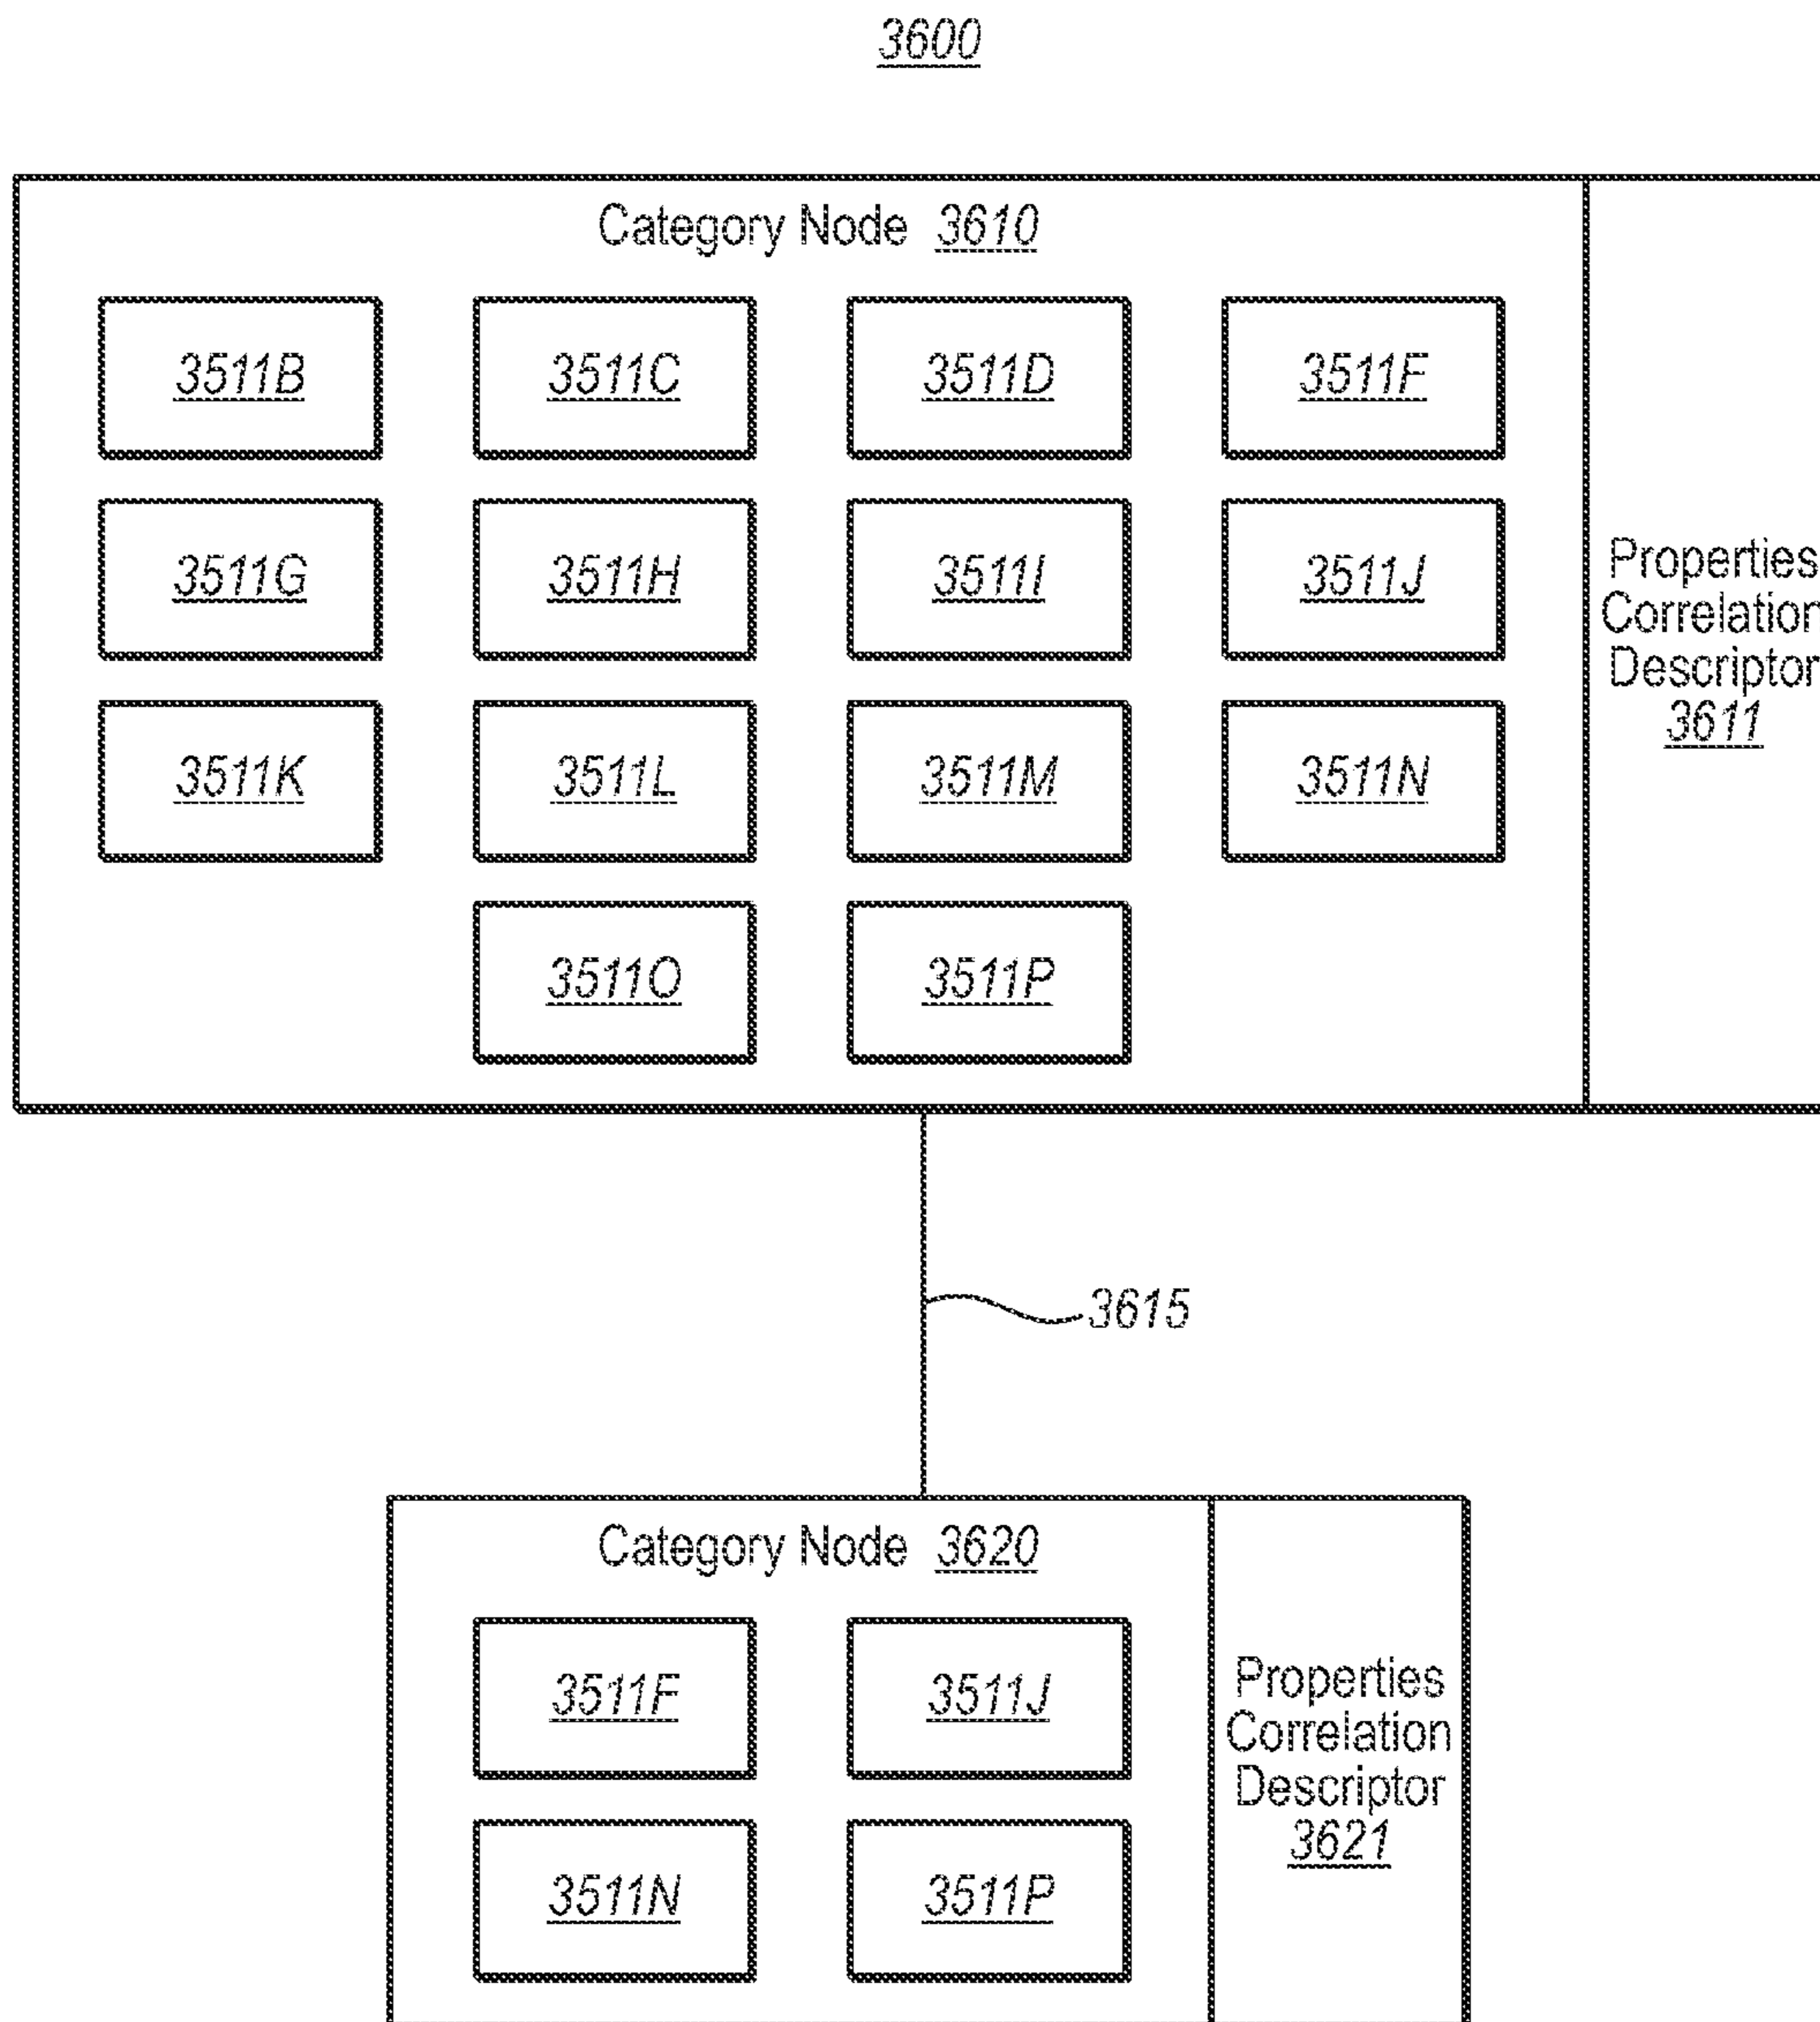 3600
Category Node 3610
3511B 3511C 3511D 3511F
3511G 3511H 3511I 3511J
3511K 3511L 3511M 3511N
3511O 3511P
Properties
Correlation
Descriptor
3611
3615
Category Node 3620
3511F 3511J
3511N 3511P
Properties
Correlation
Descriptor
3621